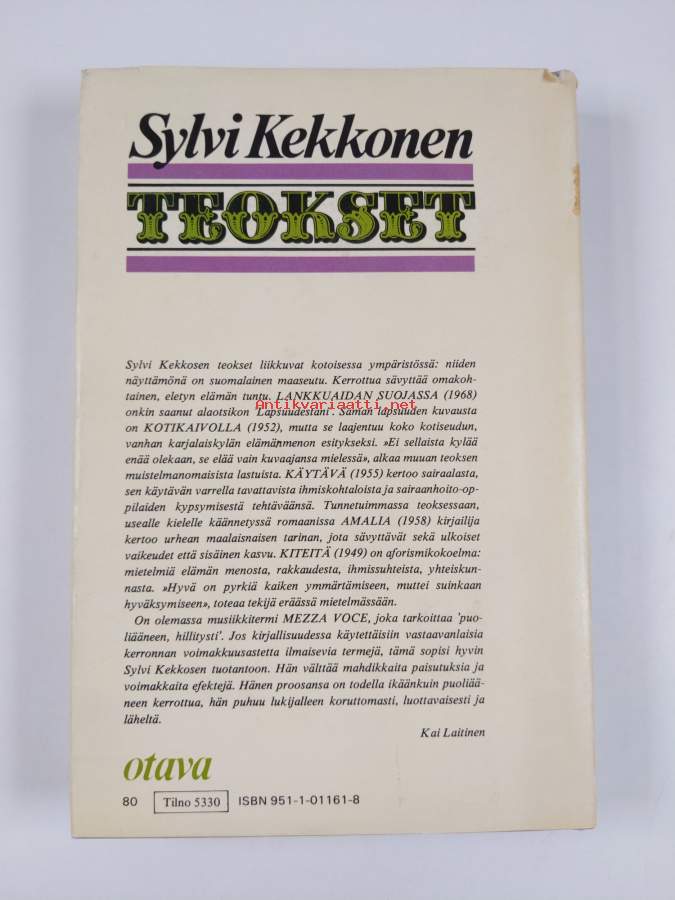 Sylvi Kekkonen
TEOKSET
Sylvi Kekkosen teokset liikkuvat kotoisessa ympäristössä: niiden
näyttämönä on suomalainen maaseutu. Kerrottua sävyttää omakoh-
tainen, eletyn elämän tuntu. LANKKUAIDAN SUOJASSA (1968)
onkin saanut alaotsikon 'Lapsuudestani'. Saman lapsuuden kuvausta
Antikvariaatti.net
on KOTIKAIVOLLA (1952), mutta se laajentuu koko kotiseudun,
vanhan karjalaiskylän elämänmenon esitykseksi. »Ei sellaista kylää
enää olekaan, se elää vain kuvaajansa mielessä», alkaa muuan teoksen
muistelmanomaisista lastuista. KÄYTÄVÄ (1955) kertoo sairaalasta,
sen käytävän varrella tavattavista ihmiskohtaloista ja sairaanhoito-op-
pilaiden kypsymisestä tehtäväänsä. Tunnetuimmassa teoksessaan,
usealle kielelle käännetyssä romaanissa AMALIA (1958) kirjailija
kertoo urhean maalaisnaisen tarinan, jota sävyttävät sekä ulkoiset
vaikeudet että sisäinen kasvu. KITEITÄ (1949) on aforismikokoelma:
mietelmiä elämän menosta, rakkaudesta, ihmissuhteista, yhteiskun-
nasta. »Hyvä on pyrkiä kaiken ymmärtämiseen, muttei suinkaan
hyväksymiseen», toteaa tekijä eräässä mietelmässään.
On olemassa musiikkitermi MEZZA VOCE, joka tarkoittaa 'puo-
liääneen, hillitysti'. Jos kirjallisuudessa käytettäisiin vastaavanlaisia
kerronnan voimakkuusastetta ilmaisevia termejä, tämä sopisi hyvin
Sylvi Kekkosen tuotantoon. Hän välttää mahdikkaita paisutuksia ja
voimakkaita efektejä. Hänen proosansa on todella ikäänkuin puoliää-
neen kerrottua, hän puhuu lukijalleen koruttomasti, luottavaisesti ja
läheltä.
Kai Laitinen
otava
80 Tilno 5330 ISBN 951-1-01161-8